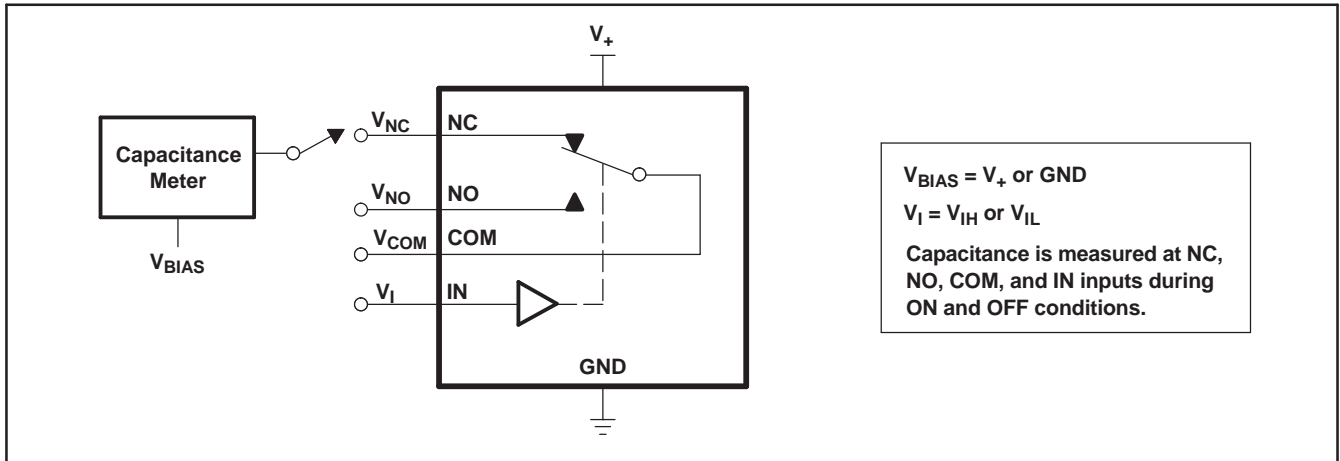 V+
VNC NC
Capacitance
Meter
VNO NO
VCOM COM
VBIAS
VI IN
GND
VBIAS = V+ or GND
VI = VIH or VIL
Capacitance is measured at NC,
NO, COM, and IN inputs during
ON and OFF conditions.